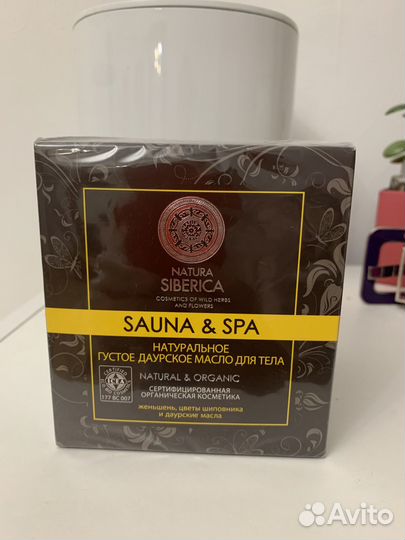 NATURA
SIBERICA
COSMETICS OF WILD HERBS
AND FLOWERS
SAUNA & SPA
НАТУРАЛЬНОЕ
ГУСТОЕ ДАУРСКОЕ МАСЛО ДЛЯ ТЕЛА
NATURAL & ORGANIC
СЕРТИФИЦИРОВАННАЯ
ОРГАНИЧЕСКАЯ КОСМЕТИКА
CERTIFIED
177 BC 007
женьшень, цветы шиповника
и даурские масла
Avito